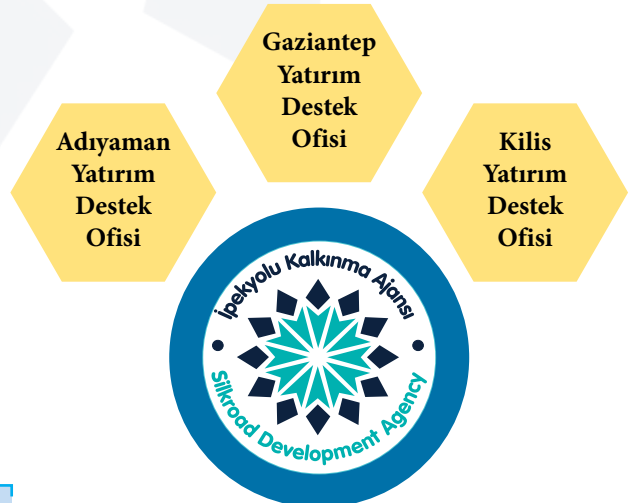 Gaziantep
Yatırım
Destek
Ofisi
Adıyaman
Yatırım
Destek
Ofisi
Kilis
Yatırım
Destek
Ofisi
İpekyolu Kalkınma Ajansı
Silkroad Development Agency